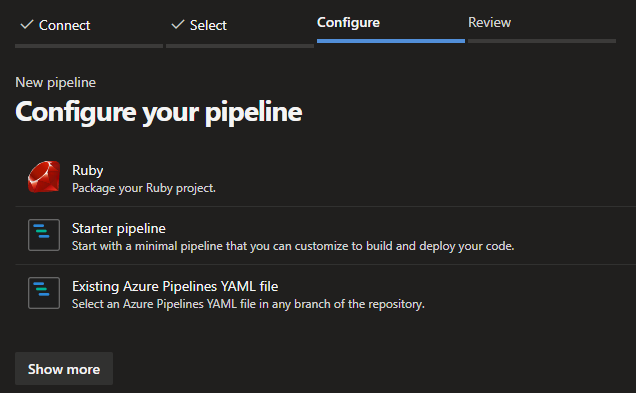 Connect
Select
Configure
Review
New pipeline
Configure your pipeline
Ruby
Package your Ruby project.
Starter pipeline
Start with a minimal pipeline that you can customize to build and deploy your code.
Existing Azure Pipelines YAML file
Select an Azure Pipelines YAML file in any branch of the repository.
Show more